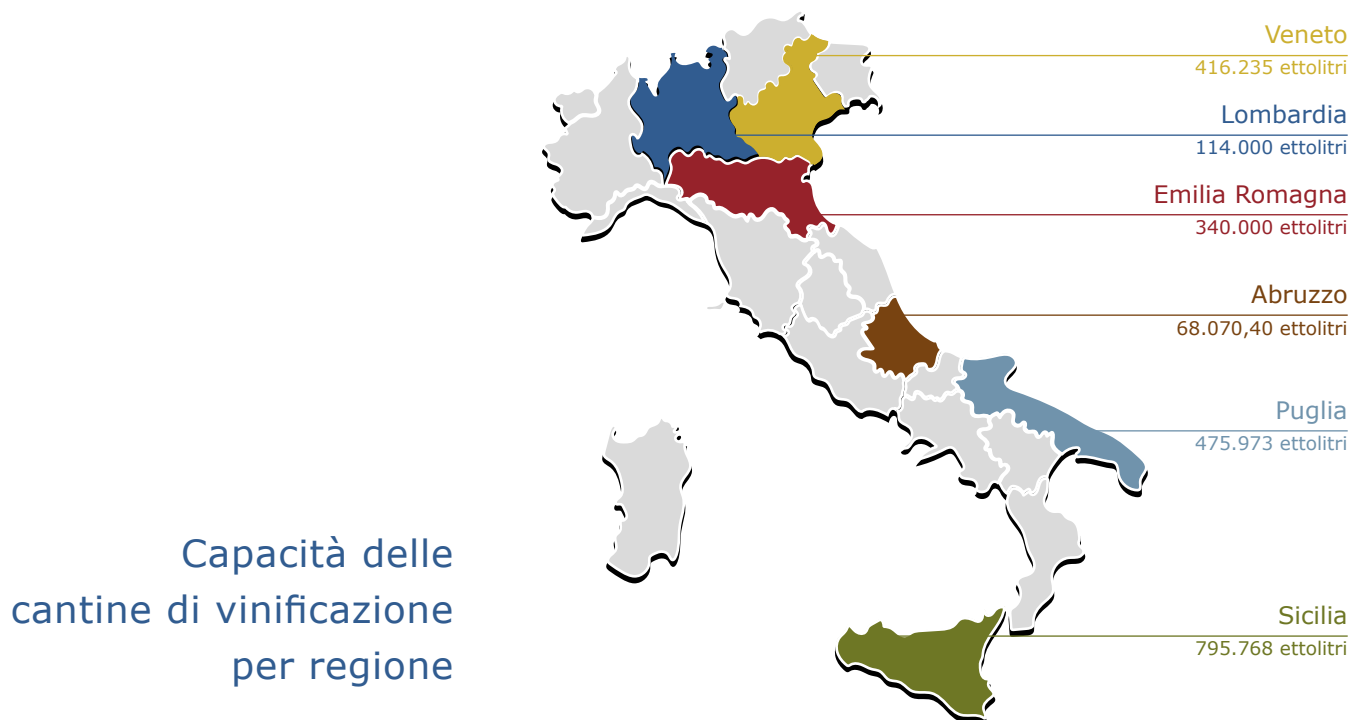 Veneto
416.235 ettolitri
Lombardia
114.000 ettolitri
Emilia Romagna
340.000 ettolitri
Abruzzo
68.070,40 ettolitri
Puglia
475.973 ettolitri
Capacità delle
cantine di vinificazione
per regione
Sicilia
795.768 ettolitri